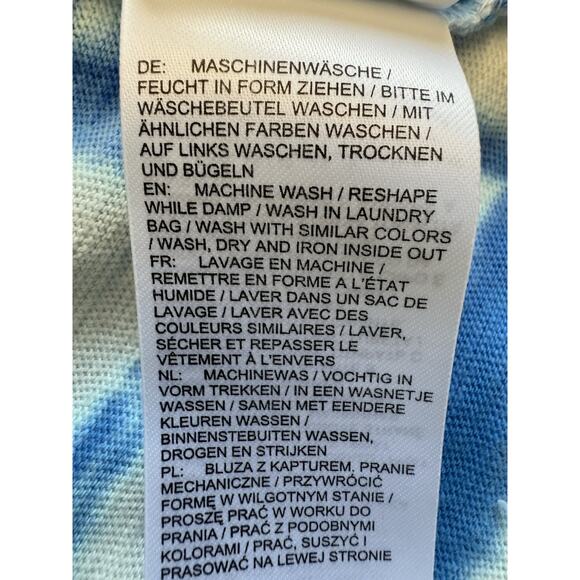 DE: MASCHINENWÄSCHE /
FEUCHT IN FORM ZIEHEN / BITTE IM
WÄSCHEBEUTEL WASCHEN / MIT
ÄHNLICHEN FARBEN WASCHEN /
AUF LINKS WASCHEN, TROCKNEN
UND BÜGELN
EN: MACHINE WASH / RESHAPE
WHILE DAMP / WASH IN LAUNDRY
BAG / WASH WITH SIMILAR COLORS
/ WASH, DRY AND IRON INSIDE OUT
FR: LAVAGE EN MACHINE /
REMETTRE EN FORME A L'ÉTAT
HUMIDE / LAVER DANS UN SAC DE
LAVAGE / LAVER AVEC DES
COULEURS SIMILAIRES / LAVER,
SÉCHER ET REPASSER LE
VÊTEMENT À L'ENVERS
NL: MACHINEWAS / VOCHTIG IN
VORM TREKKEN / IN EEN WASNETJE
WASSEN / SAMEN MET EENDERE
KLEUREN WASSEN /
BINNENSTEBUITEN WASSEN,
DROGEN EN STRIJKEN
PL: BLUZA Z KAPTUREM, PRANIE
MECHANICZNE / PRZYWRÓCIĆ
FORMĘ W WILGOTNYM STANIE /
PROSZĘ PRAĆ W WORKU DO
PRANIA / PRAĆ Z PODOBNYMI
KOLORAMI / PRAĆ, SUSZYĆ I
PRASOWAĆ NA LEWEJ STRONIE